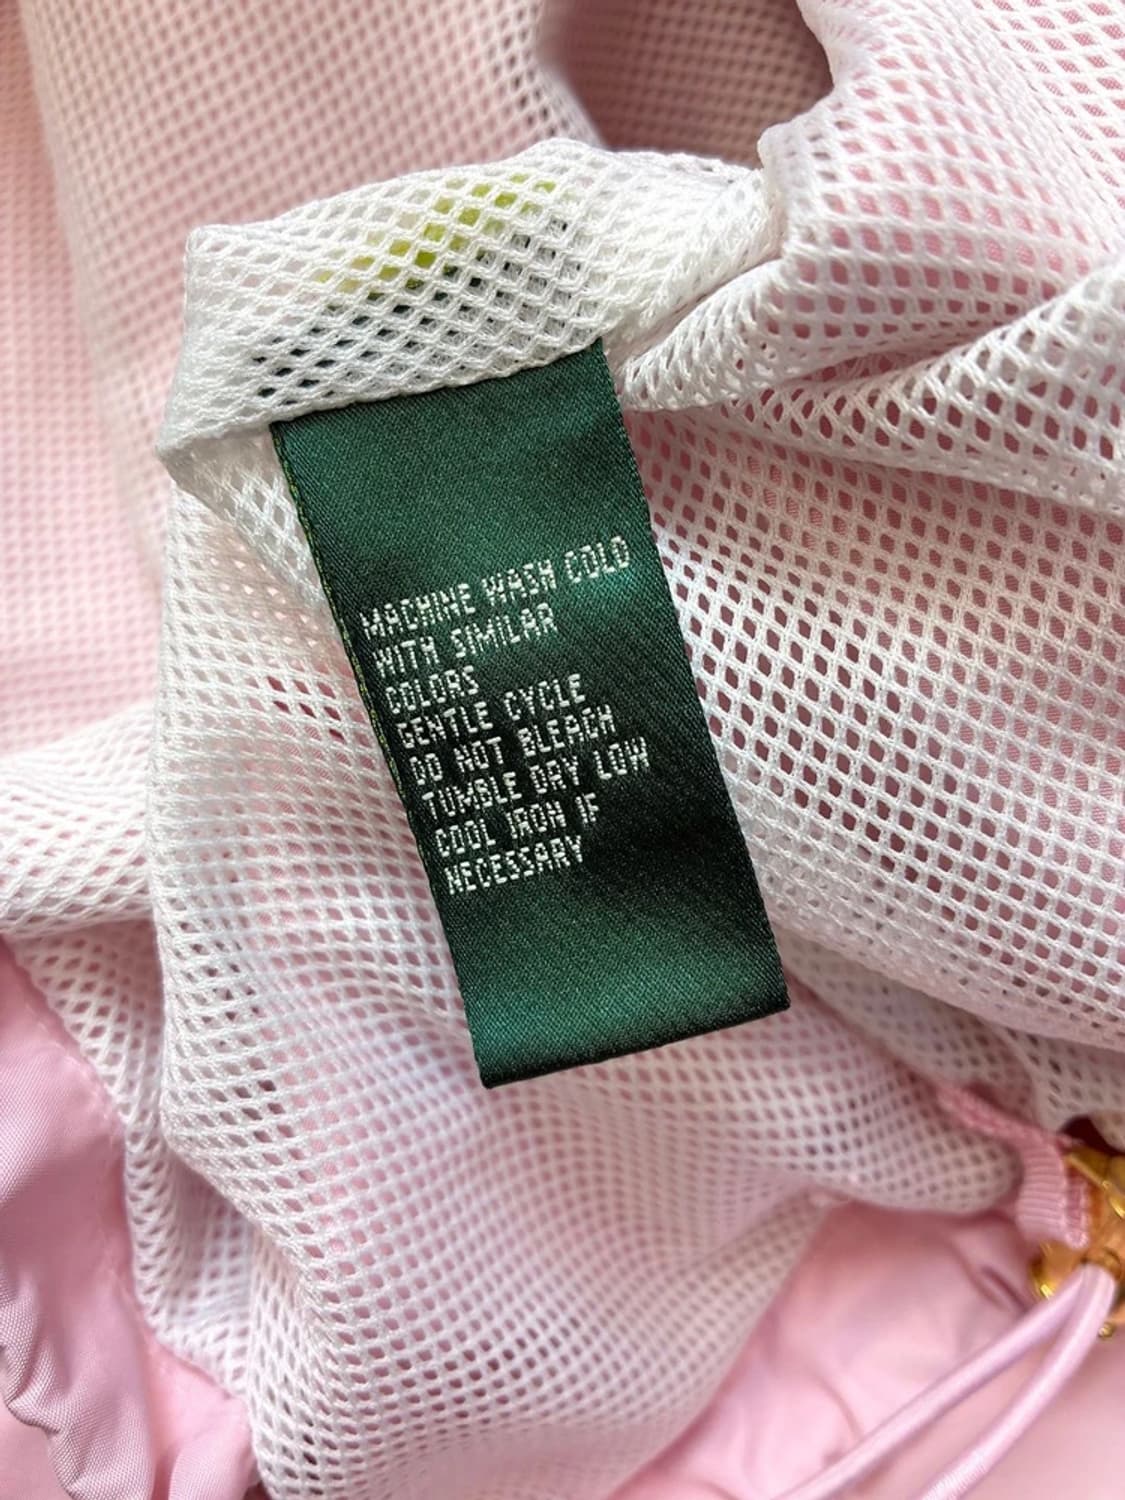 MACHINE WASH COLD
WITH SIMILAR
COLORS
GENTLE CYCLE
DO NOT BLEACH
TUMBLE DRY LOW
COOL IRON IF
NECESSARY